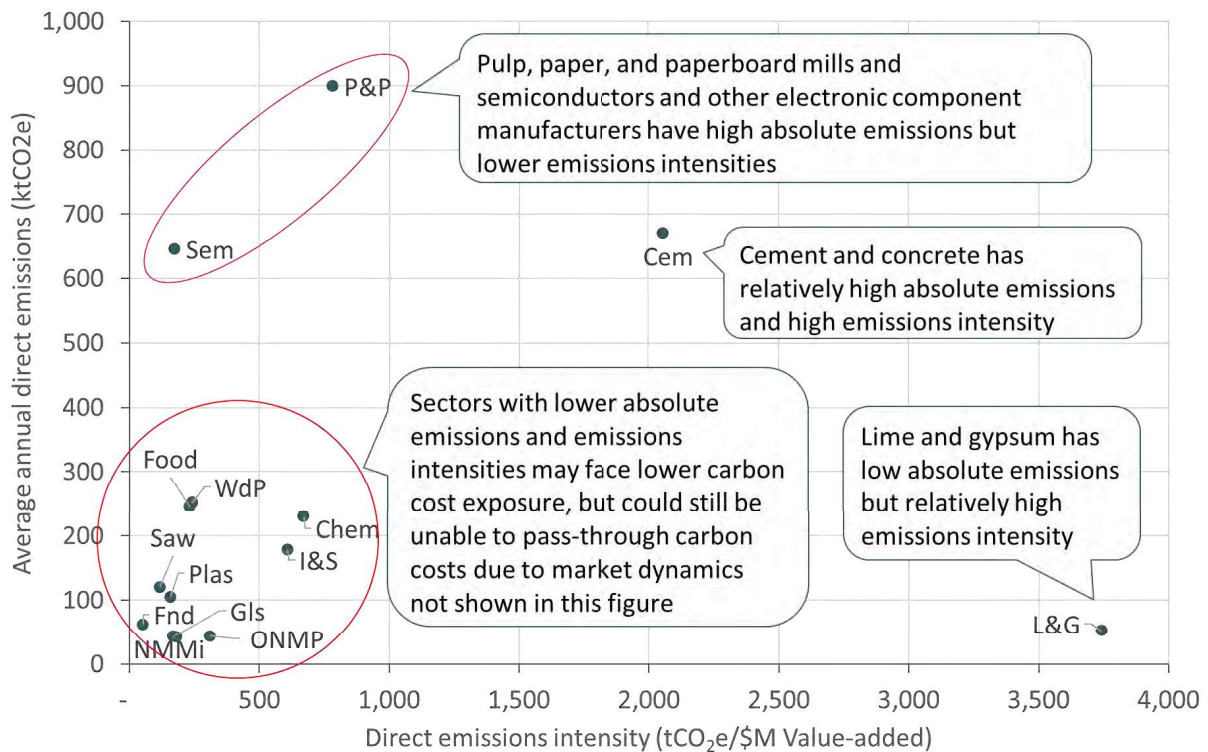 1,000
900
800
700
600
500
400
300
200
100
0
Average annual direct emissions (ktCO2e)
P&P
Pulp, paper, and paperboard mills and
semiconductors and other electronic component
manufacturers have high absolute emissions but
lower emissions intensities
Sem
Cem
Cement and concrete has
relatively high absolute emissions
and high emissions intensity
Sectors with lower absolute
emissions and emissions
intensities may face lower carbon
cost exposure, but could still be
unable to pass-through carbon
costs due to market dynamics
not shown in this figure
Lime and gypsum has
low absolute emissions
but relatively high
emissions intensity
Food
WdP
Chem
Saw
I&S
Plas
Fnd
Gls
NMMi
ONMP
L&G
- 500 1,000 1,500 2,000 2,500 3,000 3,500 4,000
Direct emissions intensity (tCO₂e/$M Value-added)